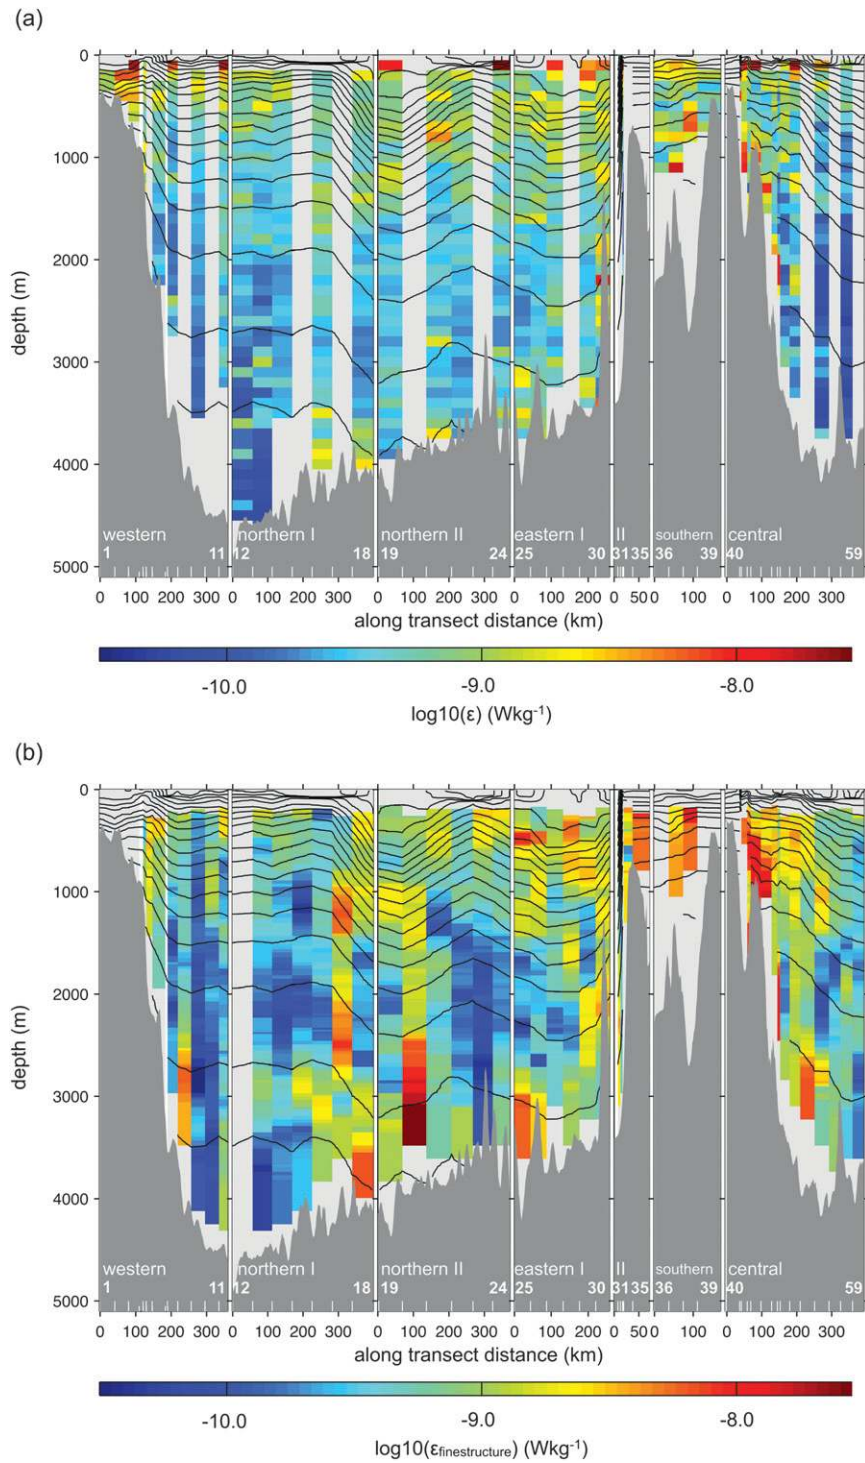 (a)
0
1000
2000
3000
4000
5000
depth (m)
western northern I northern II eastern I II southern central
1 11 12 18 19 24 25 30 31 35 36 39 40 59
0 100 200 300 0 100 200 300 0 100 200 300 0 100 200 0 50 0 100 0 100 200 300
along transect distance (km)
-10.0 -9.0 -8.0
log10(ε) (Wkg⁻¹)
(b)
0
1000
2000
3000
4000
5000
depth (m)
western northern I northern II eastern I II southern central
1 11 12 18 19 24 25 30 31 35 36 39 40 59
0 100 200 300 0 100 200 300 0 100 200 300 0 100 200 0 50 0 100 0 100 200 300
along transect distance (km)
-10.0 -9.0 -8.0
log10(εfinestructure) (Wkg⁻¹)